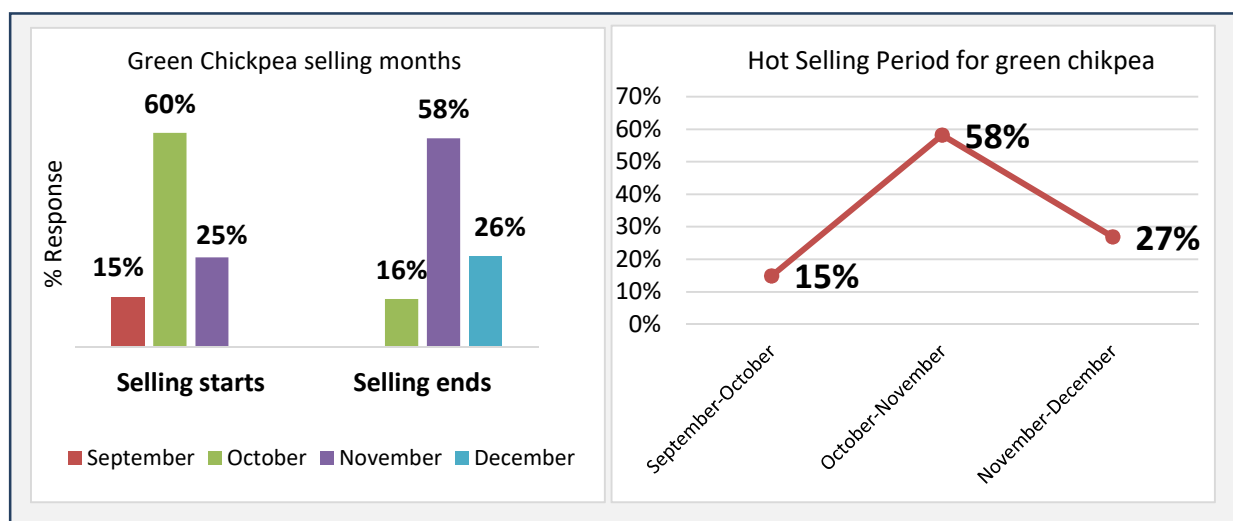 Green Chickpea selling months
% Response
15%
60%
25%
16%
58%
26%
Selling starts
Selling ends
September
October
November
December
Hot Selling Period for green chikpea
70%
60%
50%
40%
30%
20%
10%
0%
15%
58%
27%
September-October
October-November
November-December